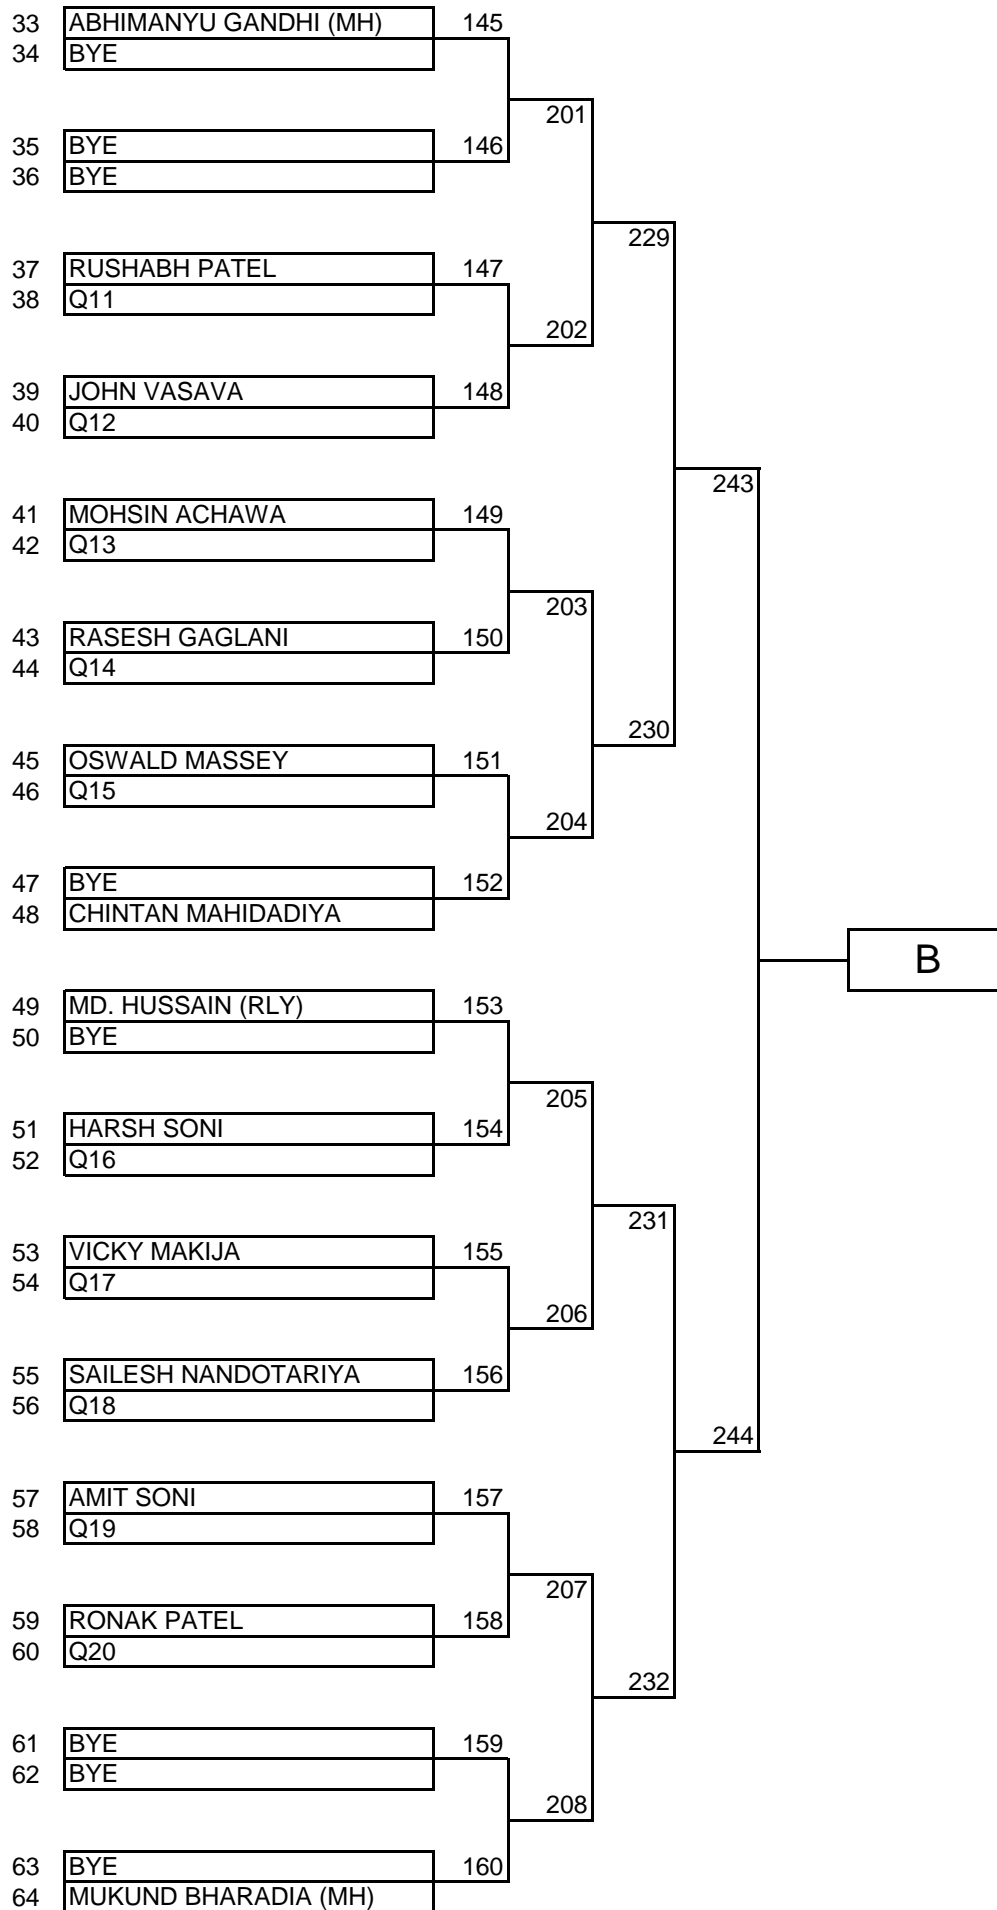 33 ABHIMANYU GANDHI (MH) 145
34 BYE
201
35 BYE 146
36 BYE
229
37 RUSHABH PATEL 147
38 Q11
202
39 JOHN VASAVA 148
40 Q12
243
41 MOHSIN ACHAWA 149
42 Q13
203
43 RASESH GAGLANI 150
44 Q14
230
45 OSWALD MASSEY 151
46 Q15
204
47 BYE 152
48 CHINTAN MAHIDADIYA
B
49 MD. HUSSAIN (RLY) 153
50 BYE
205
51 HARSH SONI 154
52 Q16
231
53 VICKY MAKIJA 155
54 Q17
206
55 SAILESH NANDOTARIYA 156
56 Q18
244
57 AMIT SONI 157
58 Q19
207
59 RONAK PATEL 158
60 Q20
232
61 BYE 159
62 BYE
208
63 BYE 160
64 MUKUND BHARADIA (MH)